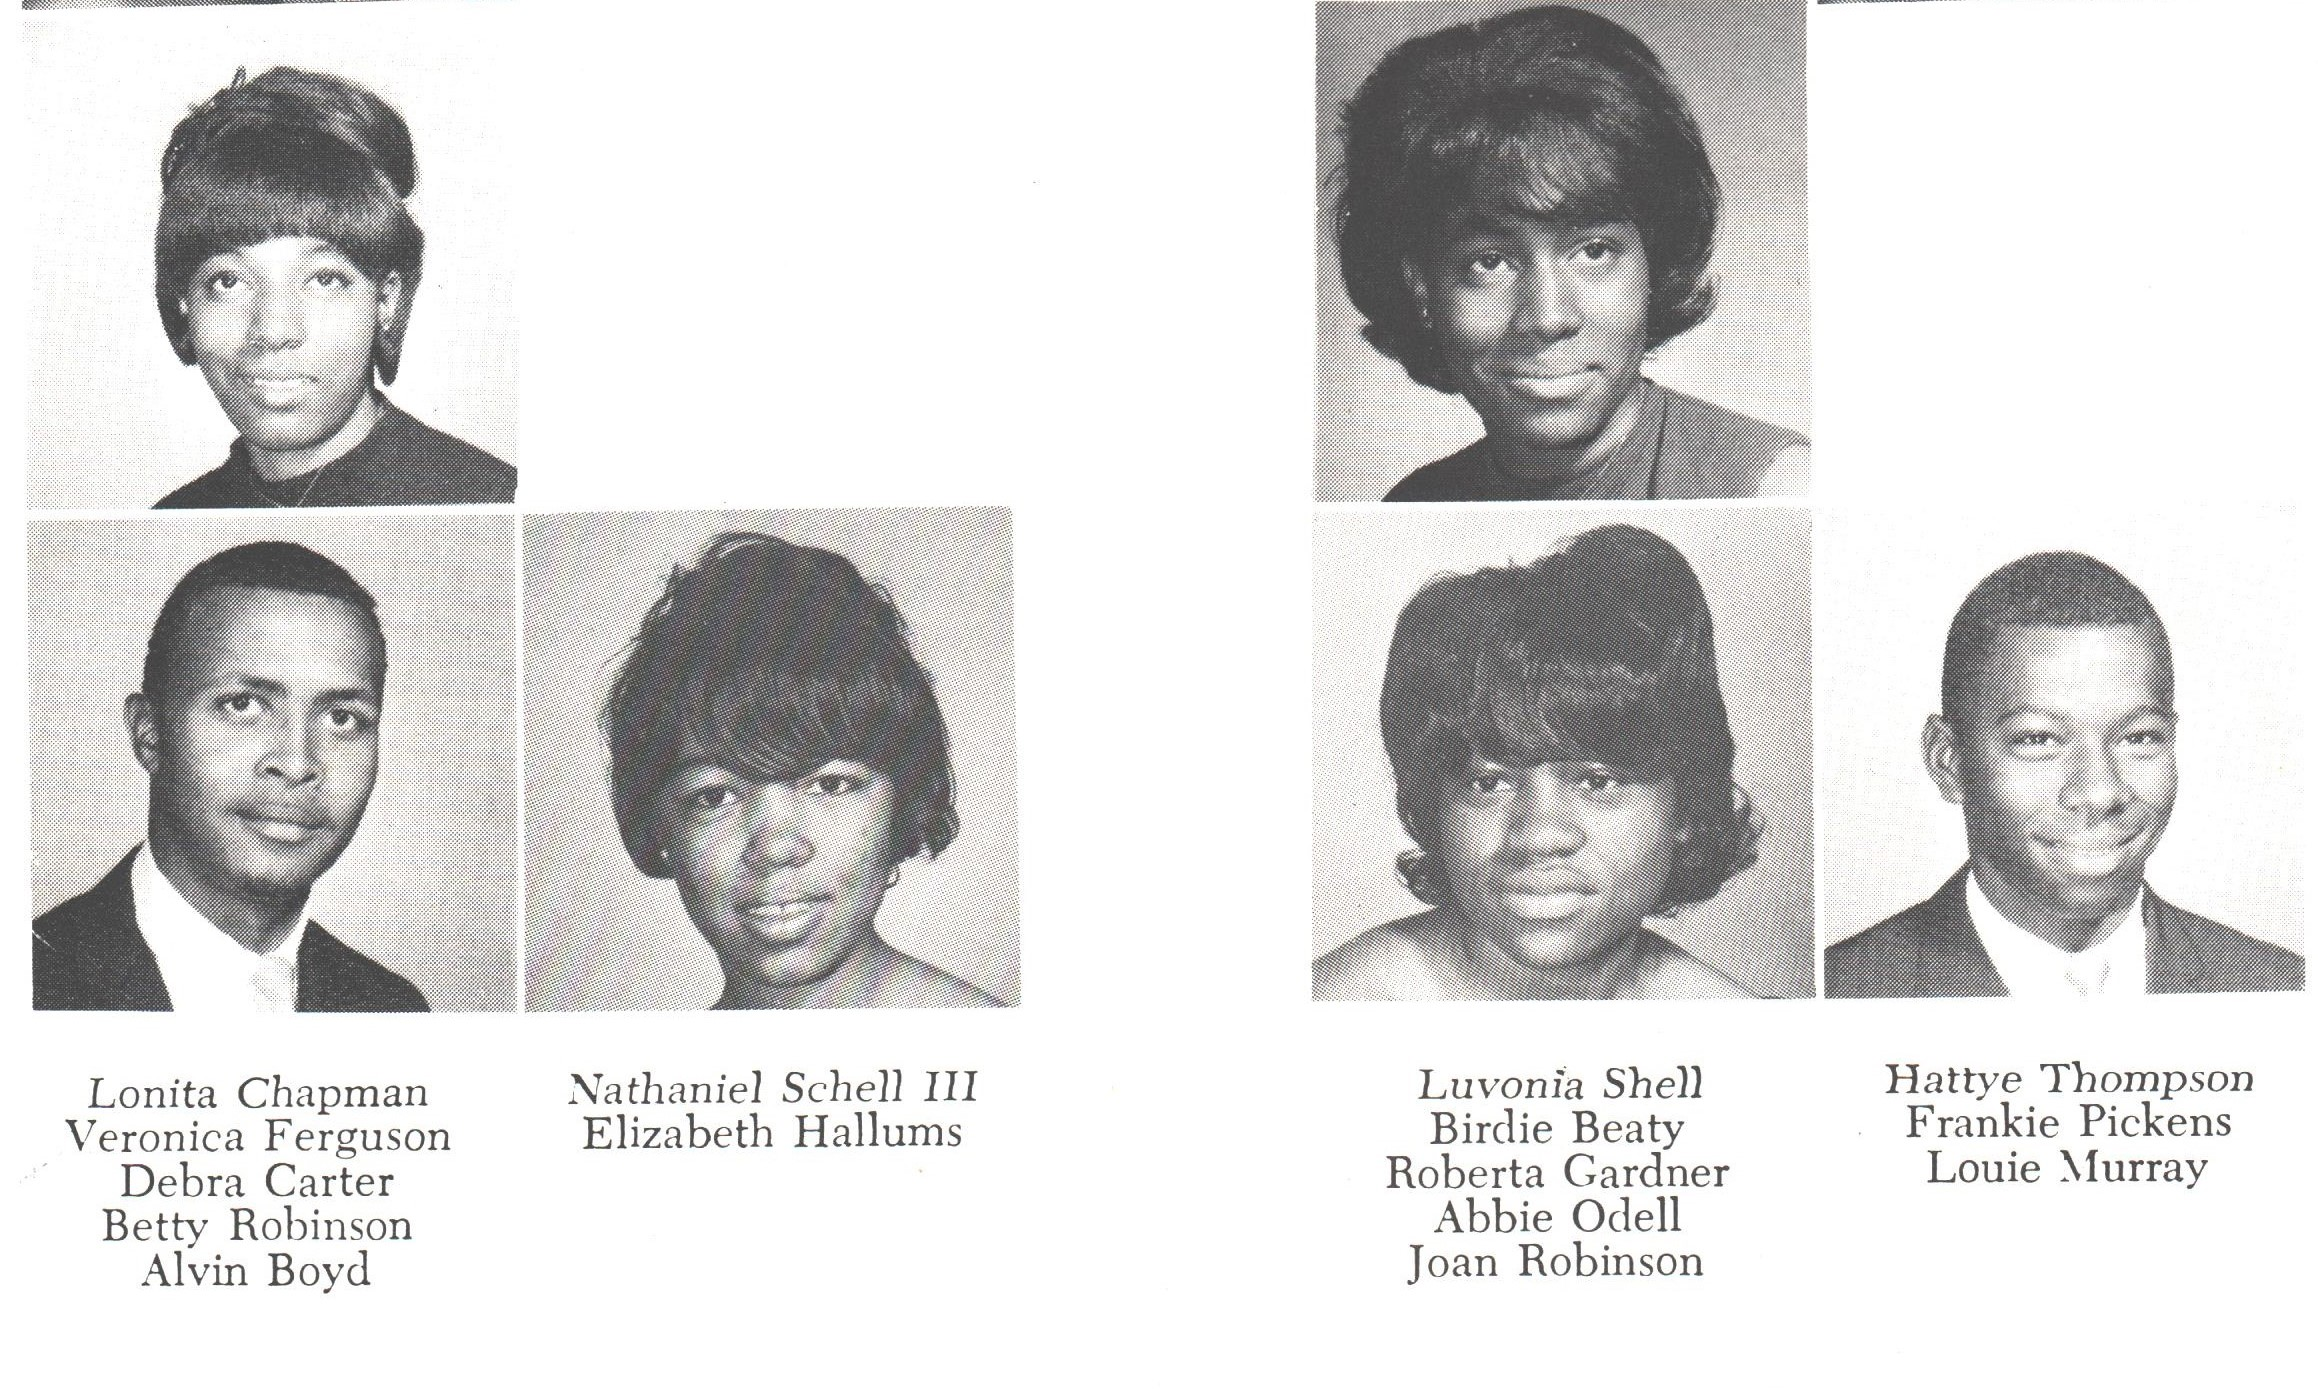 Lonita Chapman
Veronica Ferguson
Debra Carter
Betty Robinson
Alvin Boyd
Nathaniel Schell III
Elizabeth Hallums
Luvonia Shell
Birdie Beaty
Roberta Gardner
Abbie Odell
Joan Robinson
Hattye Thompson
Frankie Pickens
Louie Murray